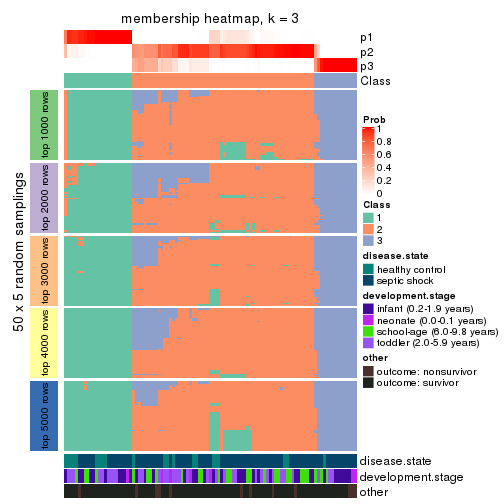 membership heatmap, k = 3
p1
p2
p3
Class
50 x 5 random samplings
top 1000 rows
top 2000 rows
top 3000 rows
top 4000 rows
top 5000 rows
Prob
1
0.8
0.6
0.4
0.2
0
Class
1
2
3
disease.state
healthy control
septic shock
development.stage
infant (0.2-1.9 years)
neonate (0.0-0.1 years)
school-age (6.0-9.8 years)
toddler (2.0-5.9 years)
other
outcome: nonsurvivor
outcome: survivor
disease.state
development.stage
other